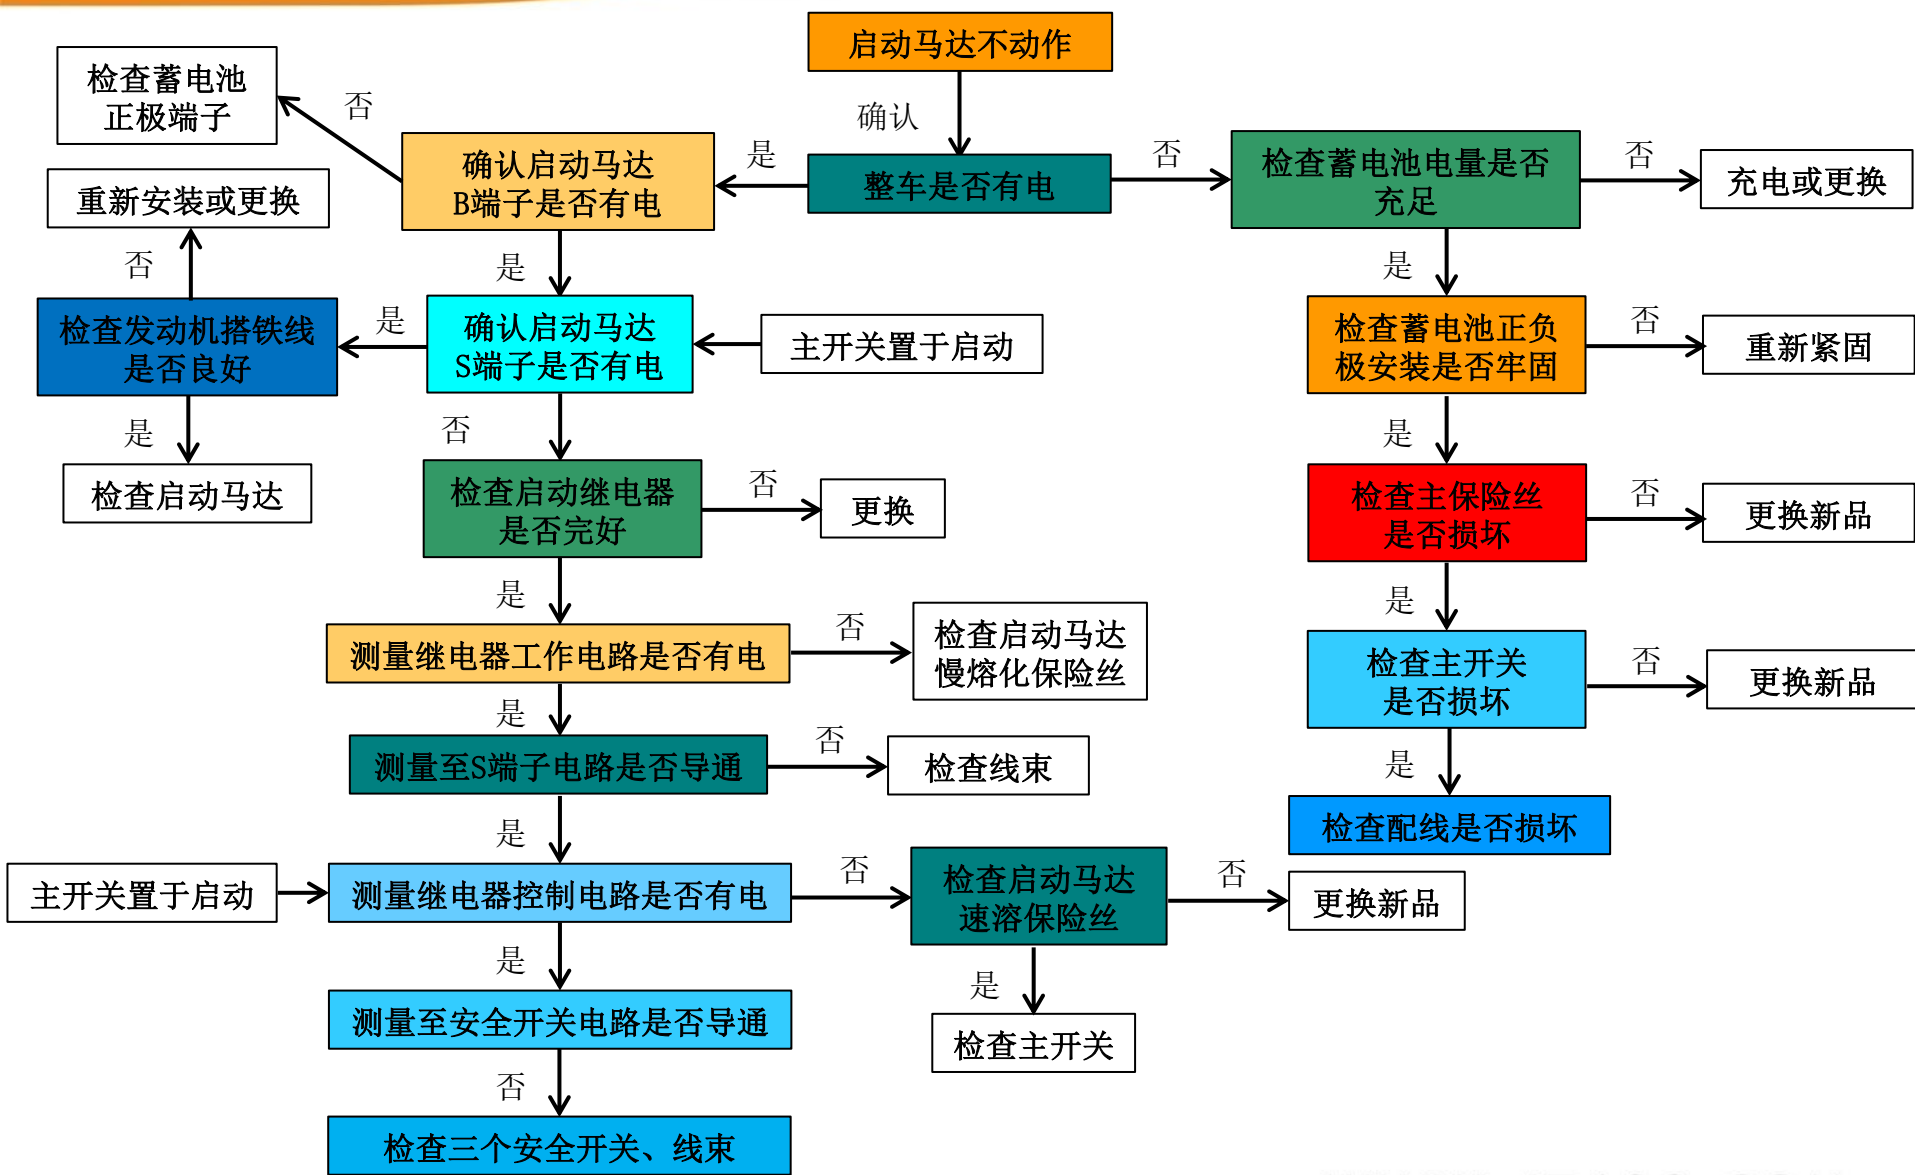 启动马达不动作
确认
整车是否有电
是
否
检查蓄电池
正极端子
否
确认启动马达
B端子是否有电
检查蓄电池电量是否
充足
否
充电或更换
重新安装或更换
否
是
是
检查发动机搭铁线
是否良好
是
确认启动马达
S端子是否有电
主开关置于启动
检查蓄电池正负
极安装是否牢固
否
重新紧固
是
检查启动马达
否
是
检查启动继电器
是否完好
否
更换
检查主保险丝
是否损坏
否
更换新品
是
是
测量继电器工作电路是否有电
否
检查启动马达
慢熔化保险丝
检查主开关
是否损坏
否
更换新品
是
测量至S端子电路是否导通
否
检查线束
是
检查配线是否损坏
是
主开关置于启动
测量继电器控制电路是否有电
否
检查启动马达
速溶保险丝
否
更换新品
是
测量至安全开关电路是否导通
是
检查主开关
否
检查三个安全开关、线束